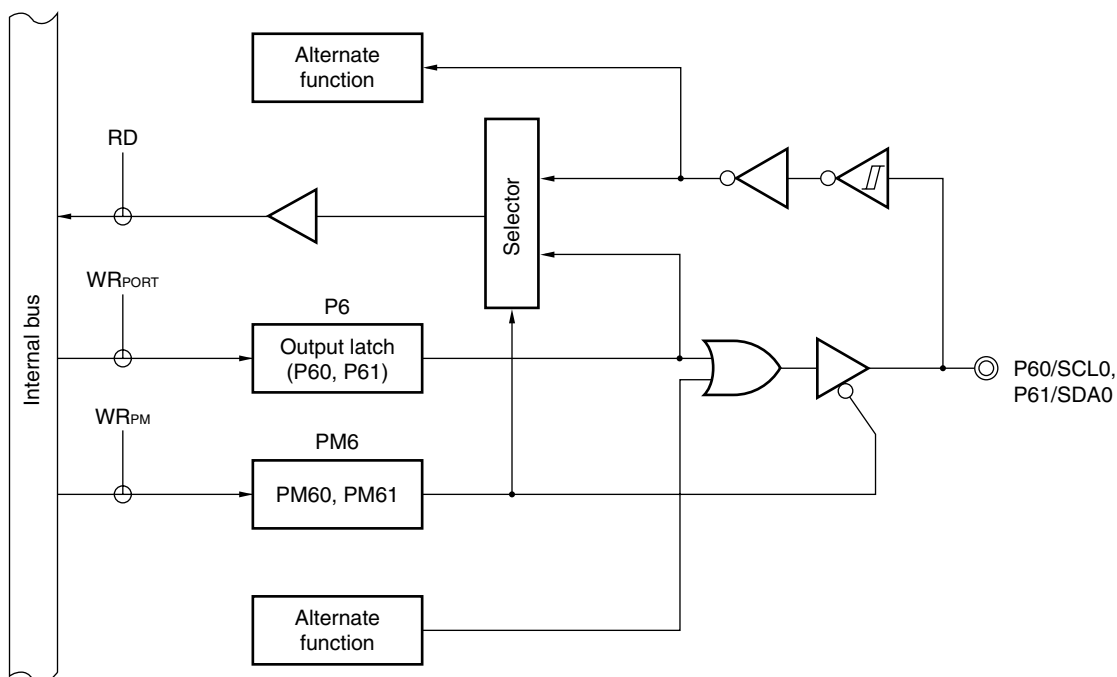 Alternate
function
RD
Selector
WRPORT
P6
Internal bus
Output latch
(P60, P61)
P60/SCL0,
P61/SDA0
WRPM
PM6
PM60, PM61
Alternate
function